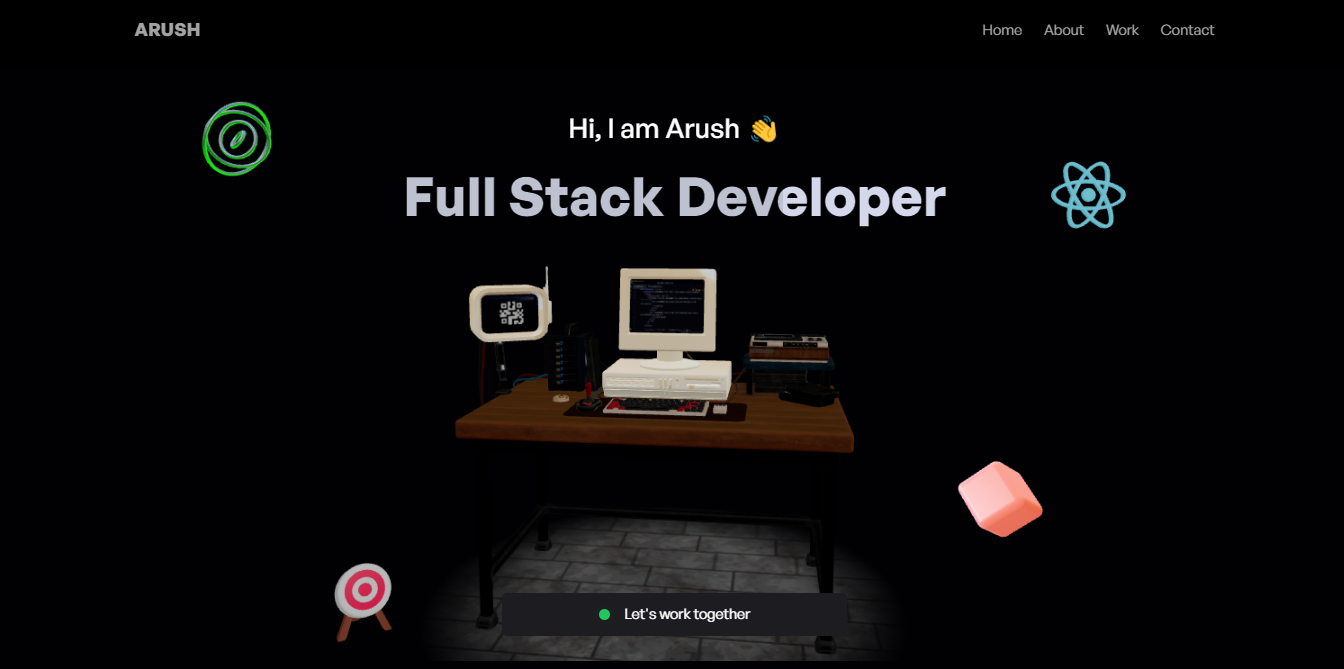 ARUSH
Home About Work Contact
Hi, I am Arush 👋
Full Stack Developer
Let's work together